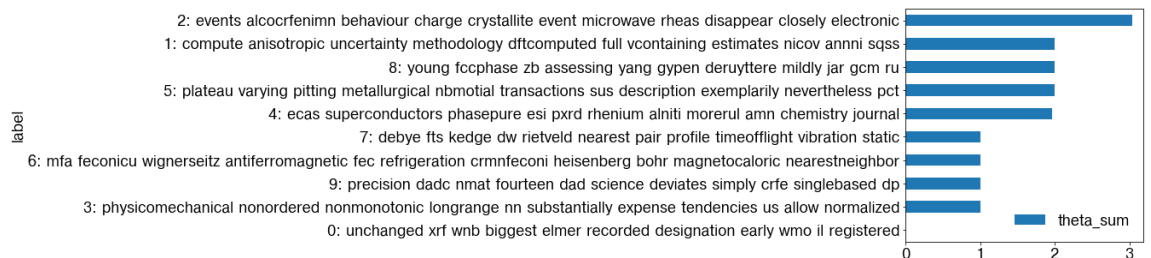 2: events alcocrfenimn behaviour charge crystallite event microwave rheas disappear closely electronic
1: compute anisotropic uncertainty methodology dftcomputed full vcontaining estimates nicov annni sqss
8: young fccphase zb assessing yang gypen deruyttere mildly jar gcm ru
5: plateau varying pitting metallurgical nbmotial transactions sus description exemplarily nevertheless pct
4: ecas superconductors phasepure esi pxrd rhenium alniti morerul amn chemistry journal
label
7: debye fts kedge dw rietveld nearest pair profile timeofflight vibration static
6: mfa feconicu wignerseitz antiferromagnetic fec refrigeration crmnfeconi heisenberg bohr magnetocaloric nearestneighbor
9: precision dadc nmat fourteen dad science deviates simply crfe singlebased dp
3: physicomechanical nonordered nonmonotonic longrange nn substantially expense tendencies us allow normalized
theta_sum
0: unchanged xrf wnb biggest elmer recorded designation early wmo il registered
0 1 2 3